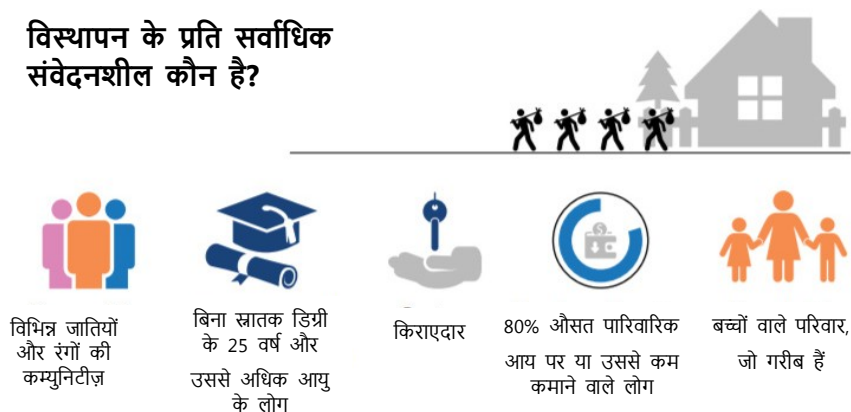 विस्थापन के प्रति सर्वाधिक
संवेदनशील कौन है?
विभिन्न जातियों
और रंगों की
कम्युनिटीज़
बिना स्नातक डिग्री
के 25 वर्ष और
उससे अधिक आयु
के लोग
किराएदार
80% औसत पारिवारिक
आय पर या उससे कम
कमाने वाले लोग
बच्चों वाले परिवार,
जो गरीब हैं